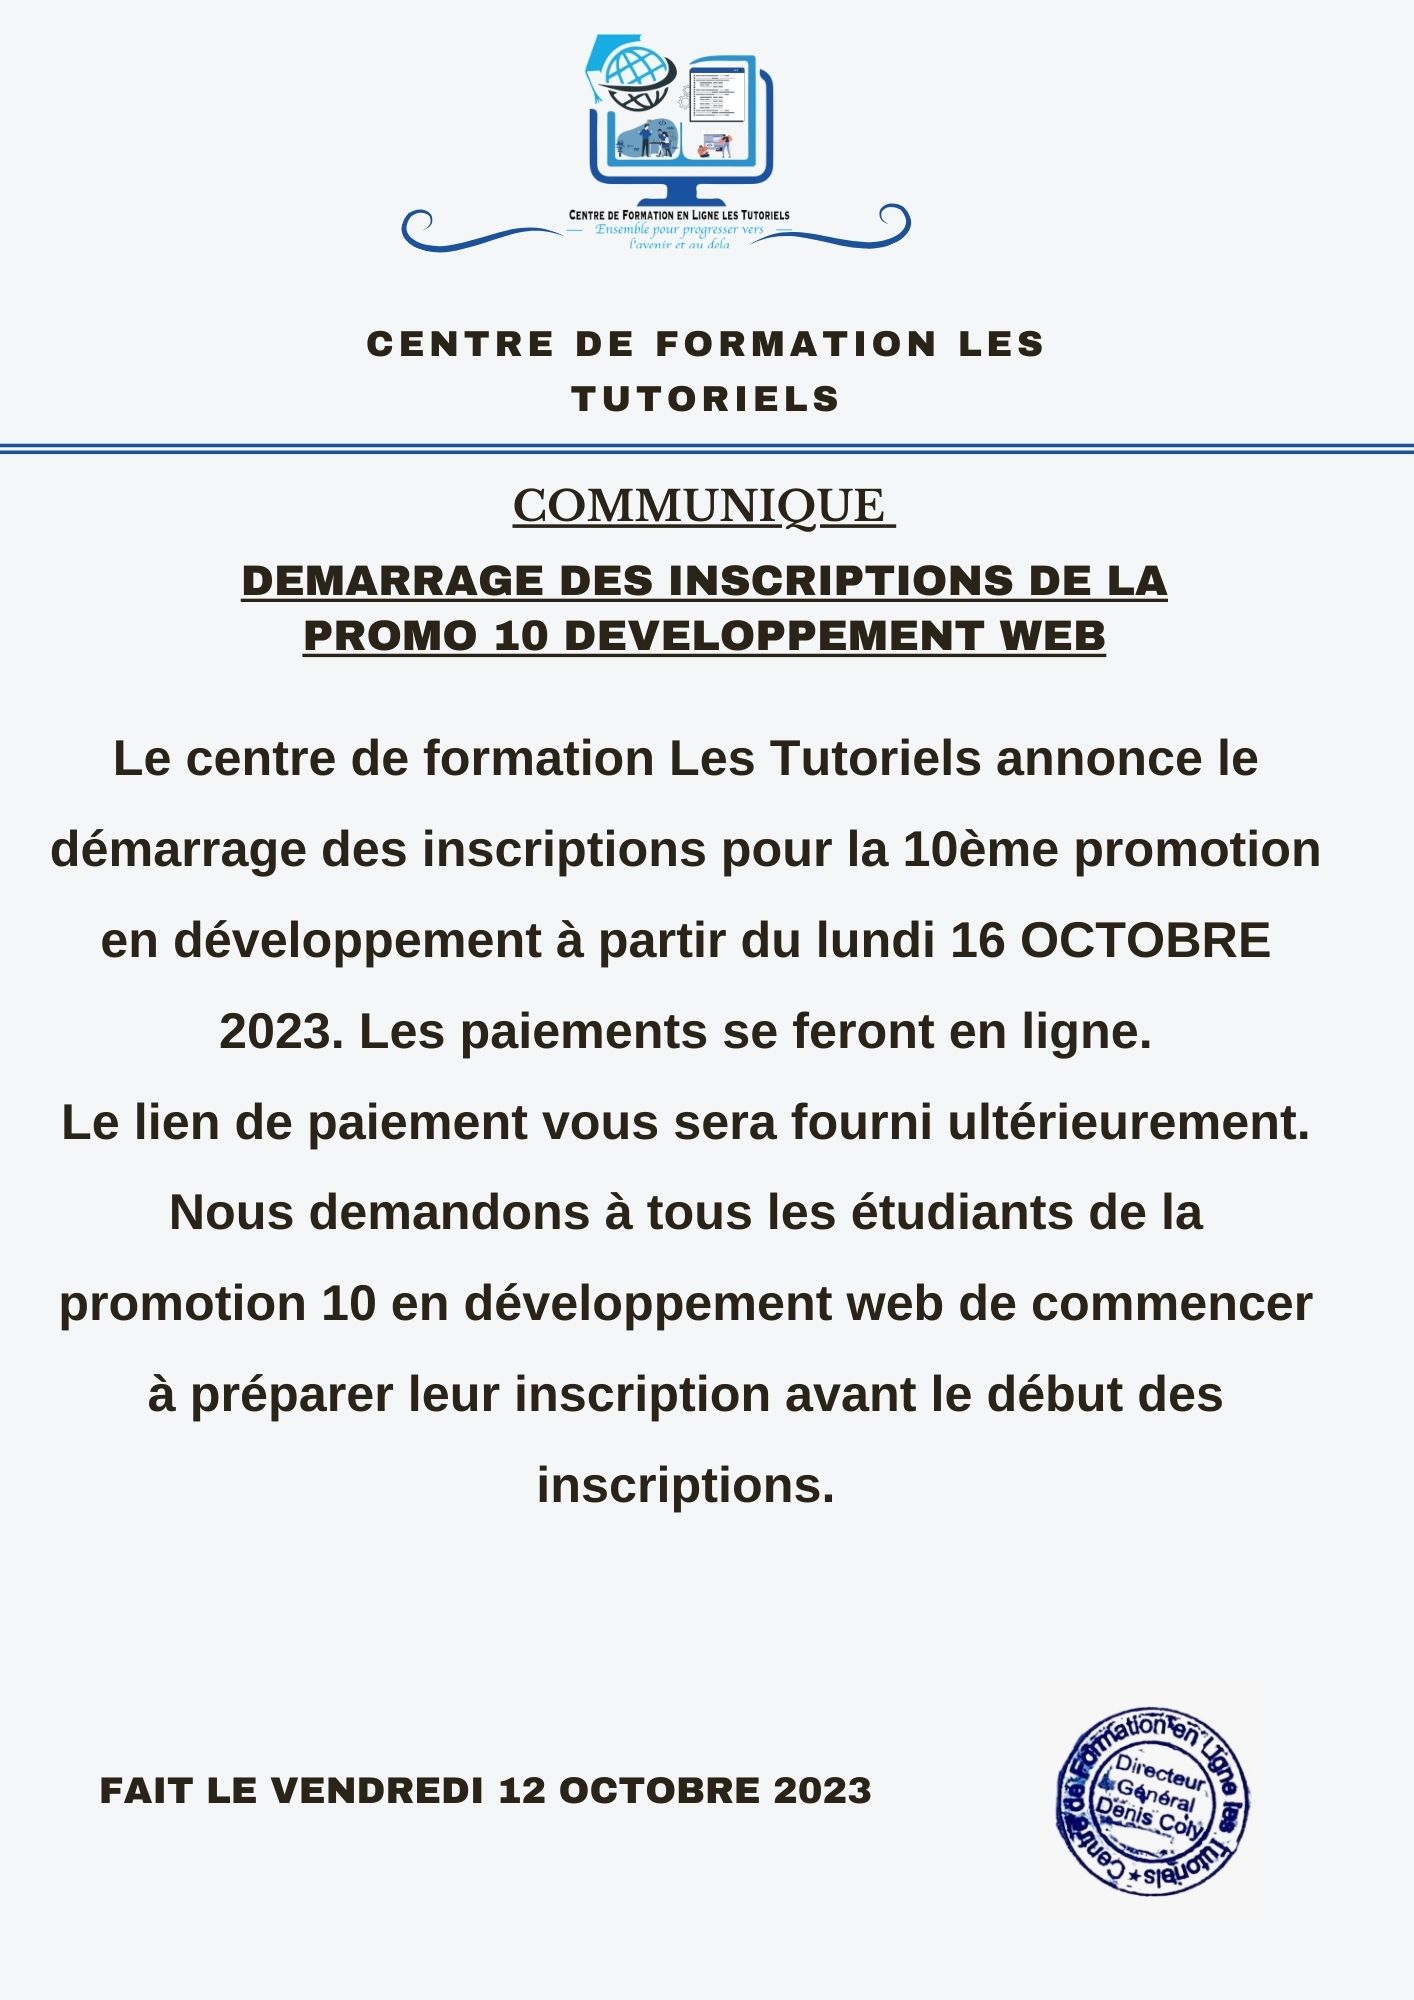 CENTRE DE FORMATION EN LIGNE LES TUTORIELS
Ensemble pour progresser vers
l'avenir et au dela
CENTRE DE FORMATION LES
TUTORIELS
COMMUNIQUE
DEMARRAGE DES INSCRIPTIONS DE LA
PROMO 10 DEVELOPPEMENT WEB
Le centre de formation Les Tutoriels annonce le
démarrage des inscriptions pour la 10ème promotion
en développement à partir du lundi 16 OCTOBRE
2023. Les paiements se feront en ligne.
Le lien de paiement vous sera fourni ultérieurement.
Nous demandons à tous les étudiants de la
promotion 10 en développement web de commencer
à préparer leur inscription avant le début des
inscriptions.
FAIT LE VENDREDI 12 OCTOBRE 2023
Centre de Formation en Ligne les Tutoriels
Directeur
Général
Denis Coly